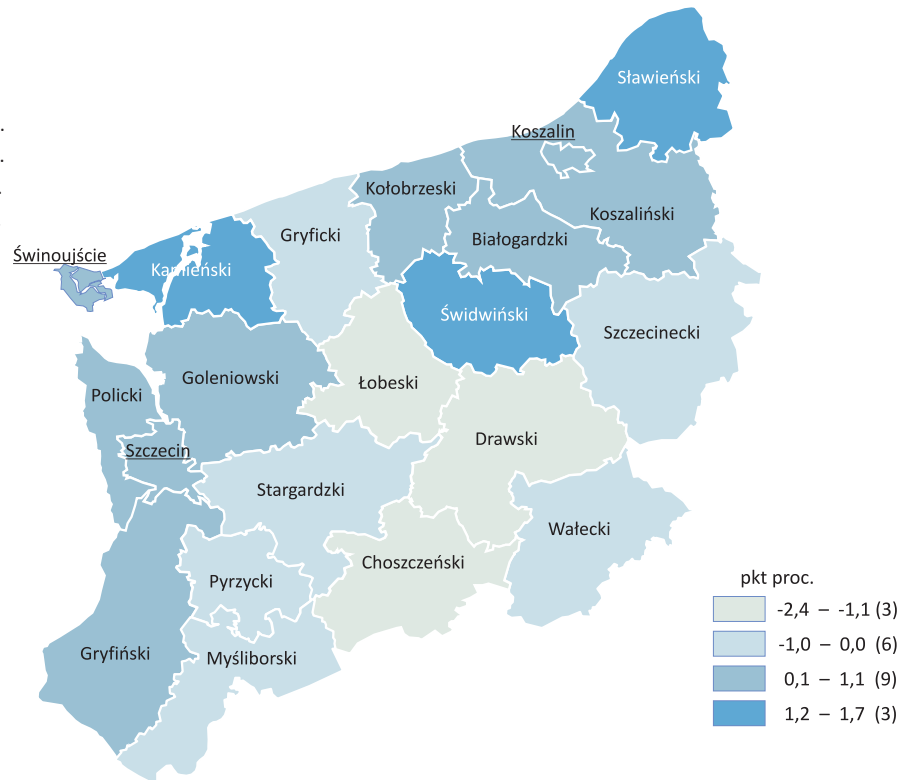 Sławieński
Koszalin
Kołobrzeski
Koszaliński
Gryficki
Białogardzki
Świnoujście
Kamieński
Świdwiński
Szczecinecki
Goleniowski
Łobeski
Policki
Drawski
Szczecin
Stargardzki
Wałecki
Choszczeński
Pyrzycki
pkt proc.
-2,4 – -1,1 (3)
-1,0 – 0,0 (6)
Gryfiński
Myśliborski
0,1 – 1,1 (9)
1,2 – 1,7 (3)